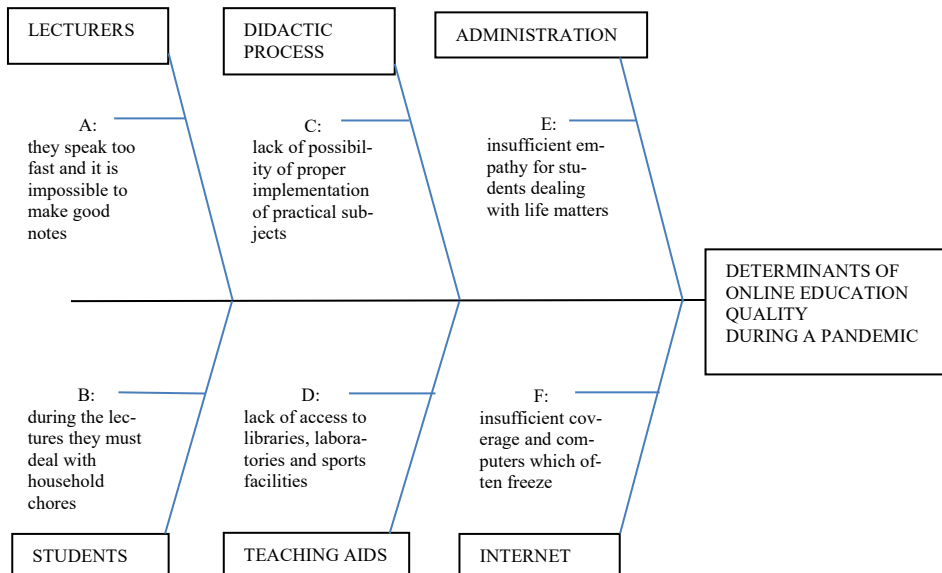 LECTURERS
DIDACTIC
PROCESS
ADMINISTRATION
A:
they speak too
fast and it is
impossible to
make good
notes
C:
lack of possibil-
ity of proper
implementation
of practical sub-
jects
E:
insufficient em-
pathy for stu-
dents dealing
with life matters
DETERMINANTS OF
ONLINE EDUCATION
QUALITY
DURING A PANDEMIC
B:
during the lec-
tures they must
deal with
household
chores
D:
lack of access to
libraries, labora-
tories and sports
facilities
F:
insufficient cov-
erage and com-
puters which of-
ten freeze
STUDENTS
TEACHING AIDS
INTERNET